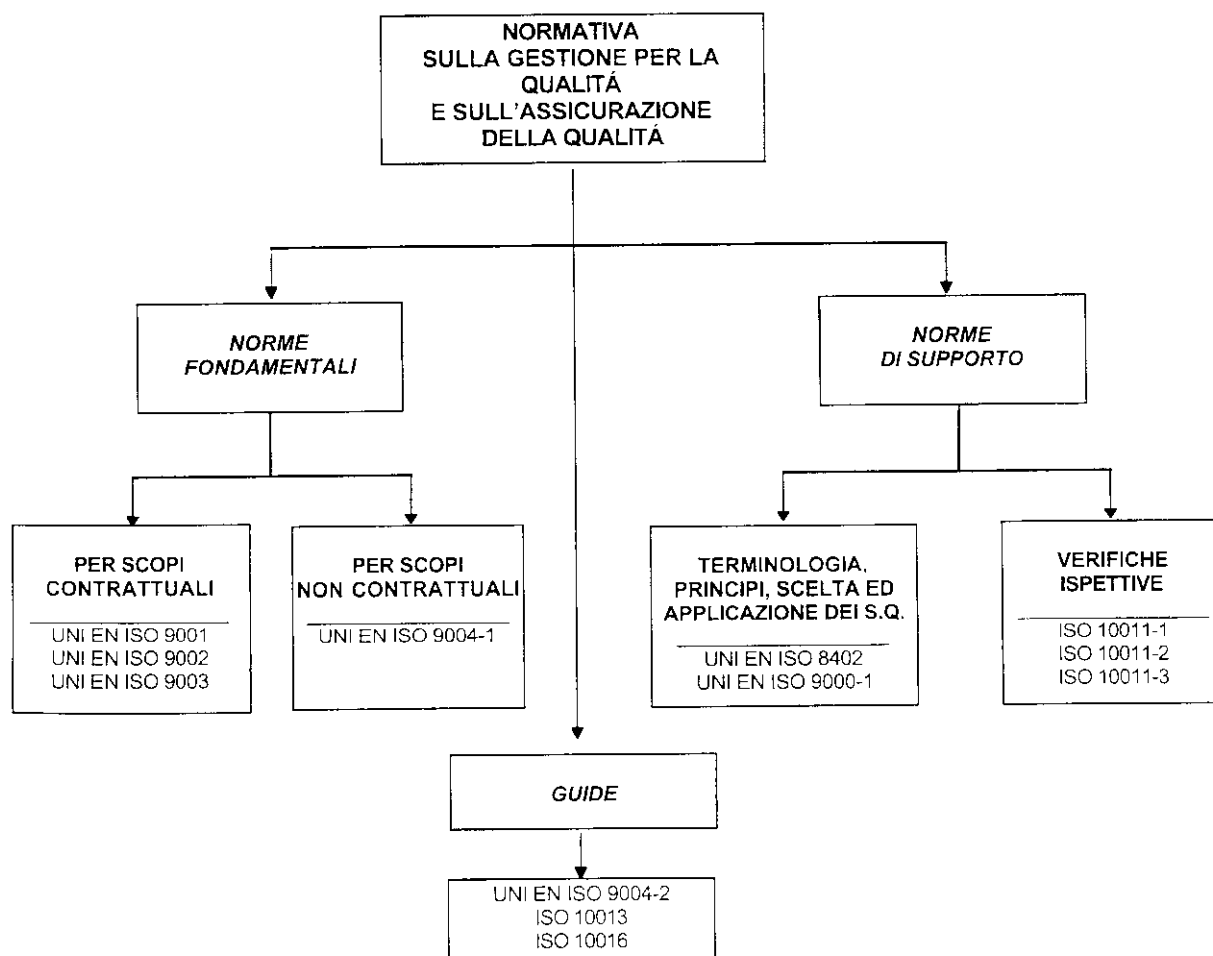 NORMATIVA
SULLA GESTIONE PER LA
QUALITÁ
E SULL'ASSICURAZIONE
DELLA QUALITÁ
NORME
FONDAMENTALI
NORME
DI SUPPORTO
PER SCOPI
CONTRATTUALI
UNI EN ISO 9001
UNI EN ISO 9002
UNI EN ISO 9003
PER SCOPI
NON CONTRATTUALI
UNI EN ISO 9004-1
TERMINOLOGIA,
PRINCIPI, SCELTA ED
APPLICAZIONE DEI S.Q.
UNI EN ISO 8402
UNI EN ISO 9000-1
VERIFICHE
ISPETTIVE
ISO 10011-1
ISO 10011-2
ISO 10011-3
GUIDE
UNI EN ISO 9004-2
ISO 10013
ISO 10016